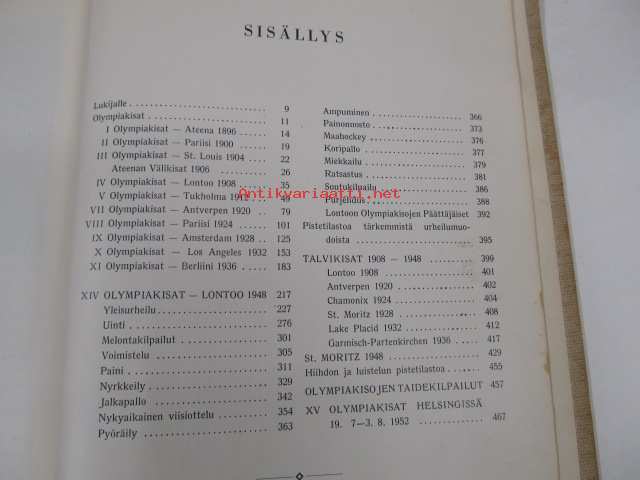 SISÄLLYS
Lukijalle 9
Olympiakisat 11
I Olympiakisat — Ateena 1896 14
II Olympiakisat — Pariisi 1900 19
III Olympiakisat — St. Louis 1904 22
Ateenan Välikisat 1906 26
IV Olympiakisat — Lontoo 1908 35
V Olympiakisat — Tukholma 1912 49
VII Olympiakisat — Antverpen 1920 79
VIII Olympiakisat — Pariisi 1924 101
IX Olympiakisat — Amsterdam 1928 125
X Olympiakisat — Los Angeles 1932 153
XI Olympiakisat — Berliini 1936 183
XIV OLYMPIAKISAT — LONTOO 1948 217
Yleisurheilu 227
Uinti 276
Melontakilpailut 301
Voimistelu 305
Paini 311
Nyrkkeily 329
Jalkapallo 342
Nykyaikainen viisiottelu 354
Pyöräily 363
Ampuminen 366
Painonnosto 373
Maahockey 376
Koripallo 377
Miekkailu 379
Ratsastus 381
Soutukilpailu 386
Purjehdus 388
Lontoon Olympiakisojen Päättäjäiset 392
Pistetilastoa tärkemmistä urheilumuo-
doista 395
TALVIKISAT 1908 — 1948 399
Lontoo 1908 401
Antverpen 1920 402
Chamonix 1924 404
St. Moritz 1928 408
Lake Placid 1932 412
Garmisch-Partenkirchen 1936 417
St. MORITZ 1948 429
Hiihdon ja luistelun pistetilastoa 455
OLYMPIAKISOJEN TAIDEKILPAILUT 457
XV OLYMPIAKISAT HELSINGISSÄ
19. 7—3. 8. 1952 467
Antikvariaatti.net